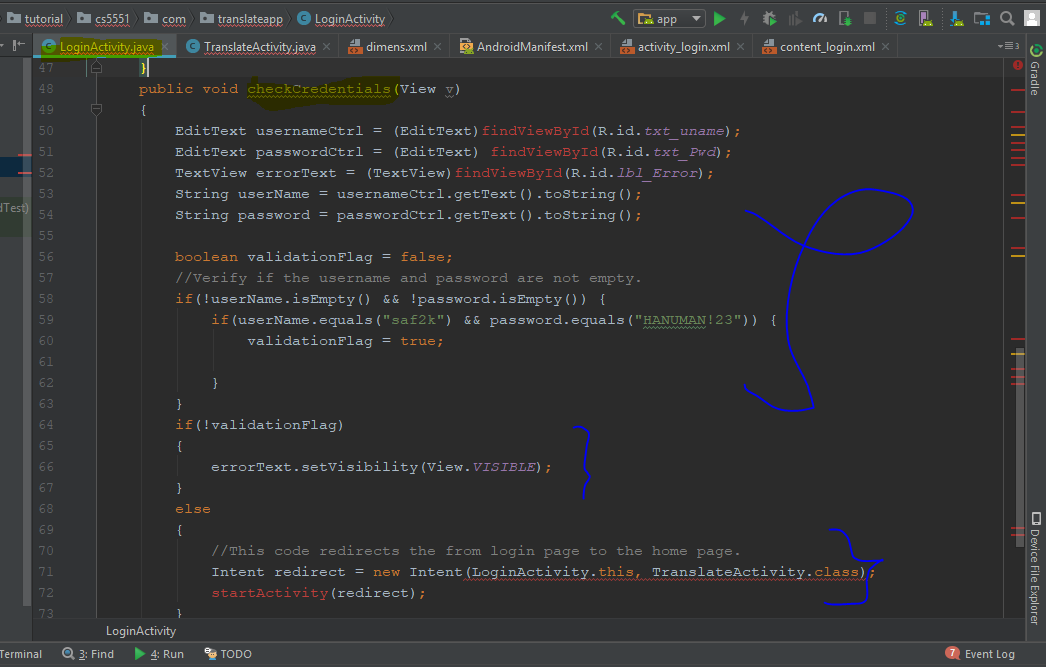 tutorial cs5551 com translateapp LoginActivity app
LoginActivity.java TranslateActivity.java dimens.xml AndroidManifest.xml activity_login.xml content_login.xml 3
47 }
48 public void checkCredentials(View v)
49 {
50 EditText usernameCtrl = (EditText)findViewById(R.id.txt_uname);
51 EditText passwordCtrl = (EditText) findViewById(R.id.txt_Pwd);
52 TextView errorText = (TextView)findViewById(R.id.lbl_Error);
53 String userName = usernameCtrl.getText().toString();
54 String password = passwordCtrl.getText().toString();
55
56 boolean validationFlag = false;
57 //Verify if the username and password are not empty.
58 if(!userName.isEmpty() && !password.isEmpty()) {
59 if(userName.equals("saf2k") && password.equals("HANUMAN!23")) {
60 validationFlag = true;
61
62 }
63 }
64 if(!validationFlag)
65 {
66 errorText.setVisibility(View.VISIBLE);
67 }
68 else
69 {
70 //This code redirects the from login page to the home page.
71 Intent redirect = new Intent(LoginActivity.this, TranslateActivity.class);
72 startActivity(redirect);
73 }
dTest)
Gradle
Device File Explorer
LoginActivity
Terminal 3: Find 4: Run TODO 7 Event Log